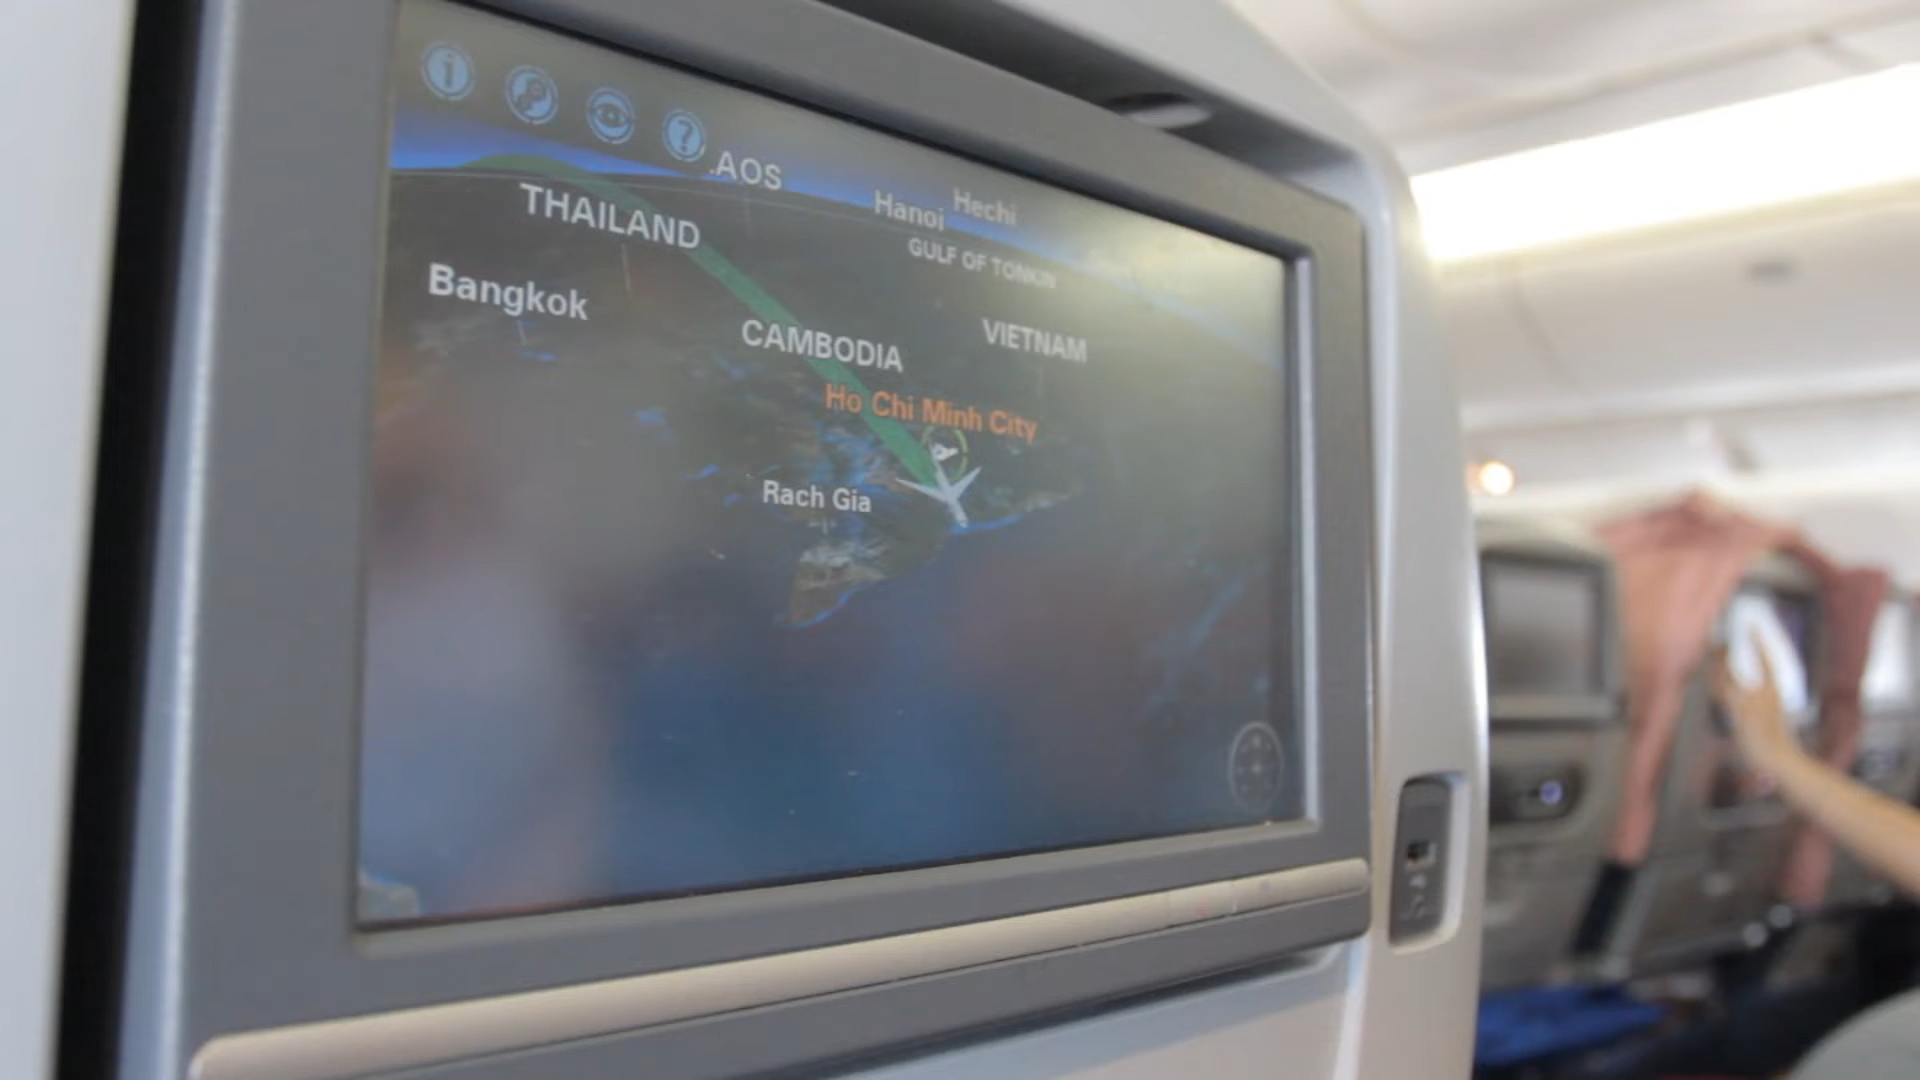 .AOS
THAILAND
Hanoi
Hechi
GULF OF TONKIN
Bangkok
CAMBODIA
VIETNAM
Ho Chi Minh City
Rach Gia